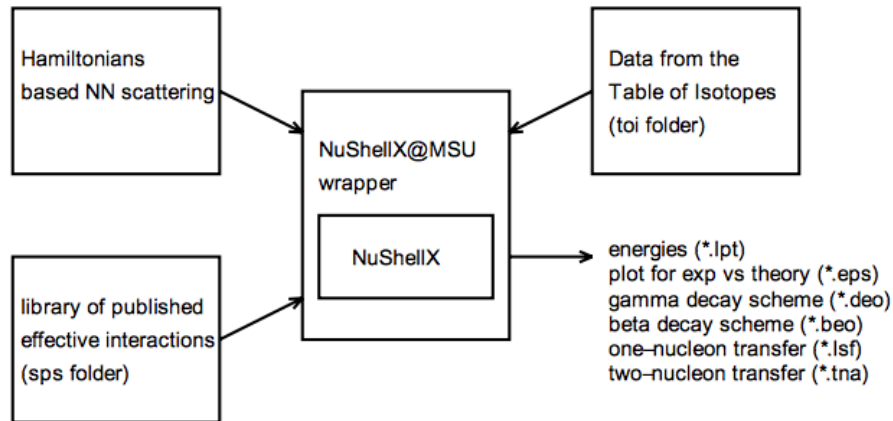 Hamiltonians
based NN scattering
Data from the
Table of Isotopes
(toi folder)
NuShellX@MSU
wrapper
NuShellX
library of published
effective interactions
(sps folder)
energies (*.lpt)
plot for exp vs theory (*.eps)
gamma decay scheme (*.deo)
beta decay scheme (*.beo)
one–nucleon transfer (*.lsf)
two–nucleon transfer (*.tna)